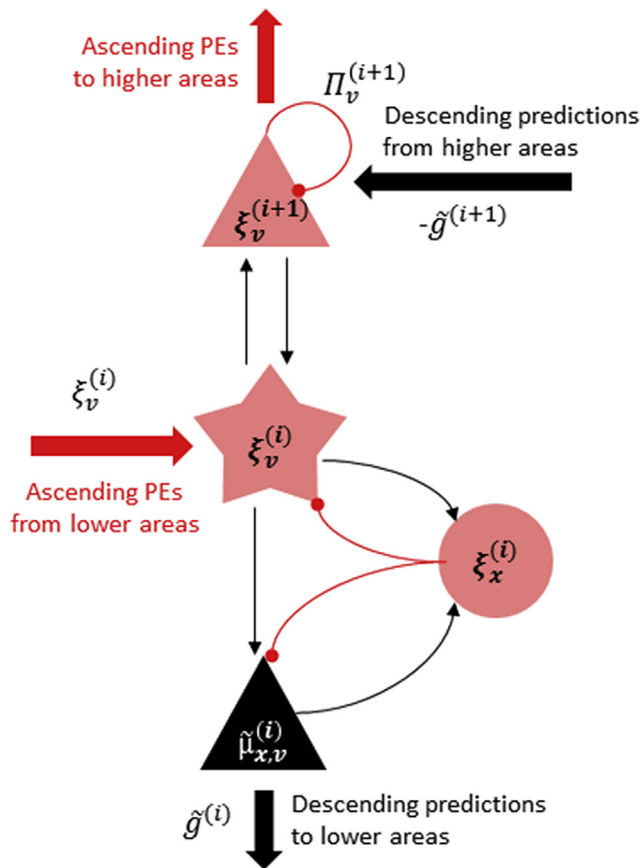 Ascending PEs
to higher areas
Π_v^(i+1)
Descending predictions
from higher areas
ξ_v^(i+1)
-g̃^(i+1)
ξ_v^(i)
ξ_v^(i)
Ascending PEs
from lower areas
ξ_x^(i)
μ̃_x,v^(i)
g̃^(i)
Descending predictions
to lower areas